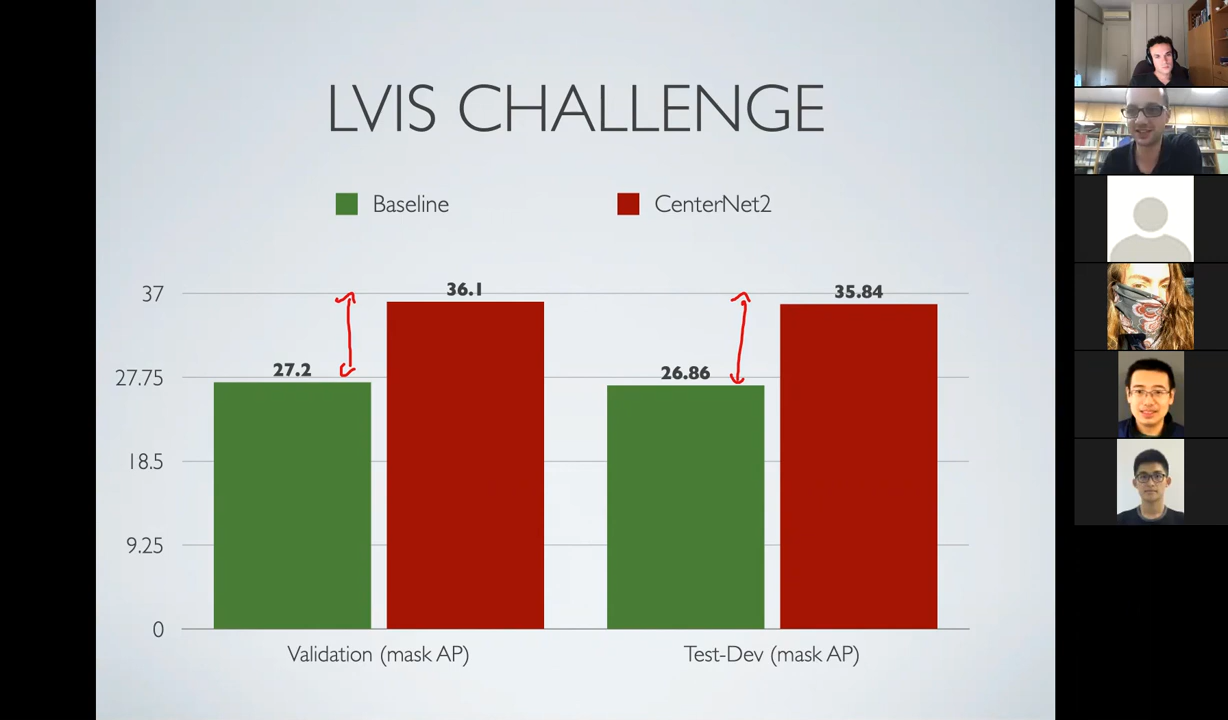 LVIS CHALLENGE
Baseline
CenterNet2
37
36.1
35.84
27.75
27.2
26.86
18.5
9.25
0
Validation (mask AP)
Test-Dev (mask AP)